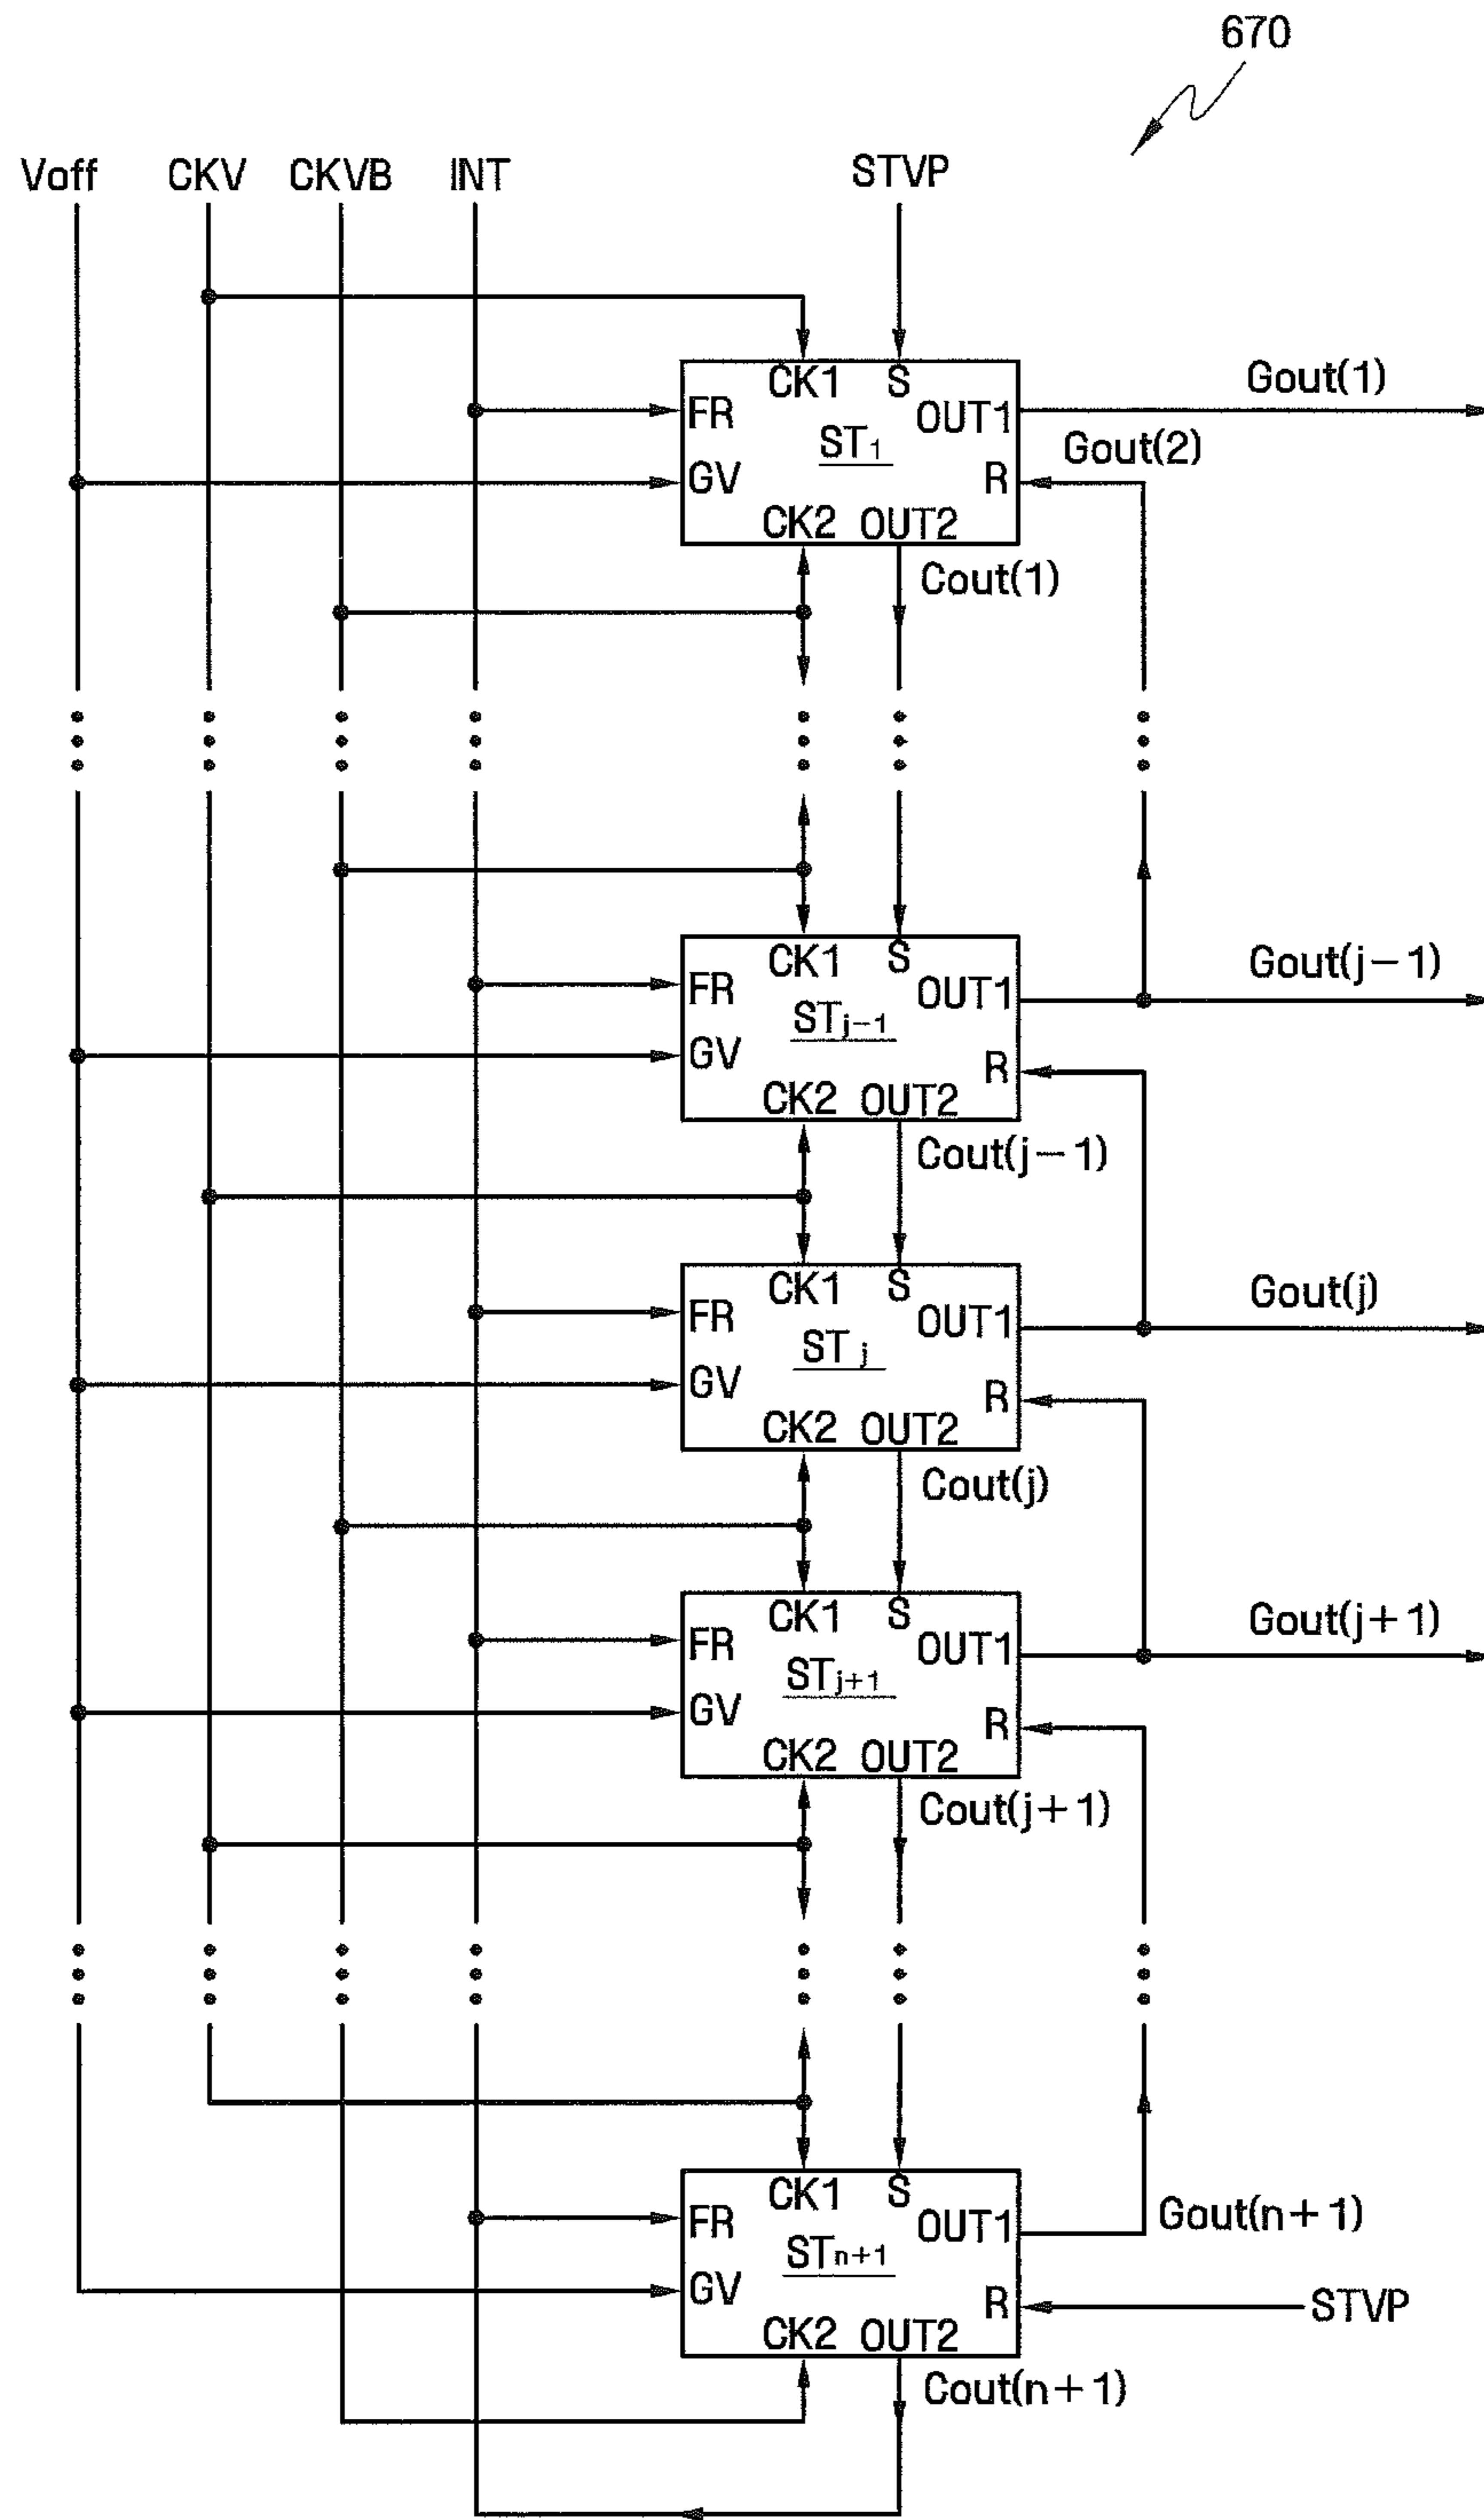 670
Voff CKV CKVB INT STVP
CK1 S
FR OUT1 Gout(1)
ST1
GV R Gout(2)
CK2 OUT2
Cout(1)
CK1 S
FR OUT1 Gout(j-1)
STj-1
GV R
CK2 OUT2
Cout(j-1)
CK1 S
FR OUT1 Gout(j)
STj
GV R
CK2 OUT2
Cout(j)
CK1 S
FR OUT1 Gout(j+1)
STj+1
GV R
CK2 OUT2
Cout(j+1)
CK1 S
FR OUT1 Gout(n+1)
STn+1
GV R STVP
CK2 OUT2
Cout(n+1)